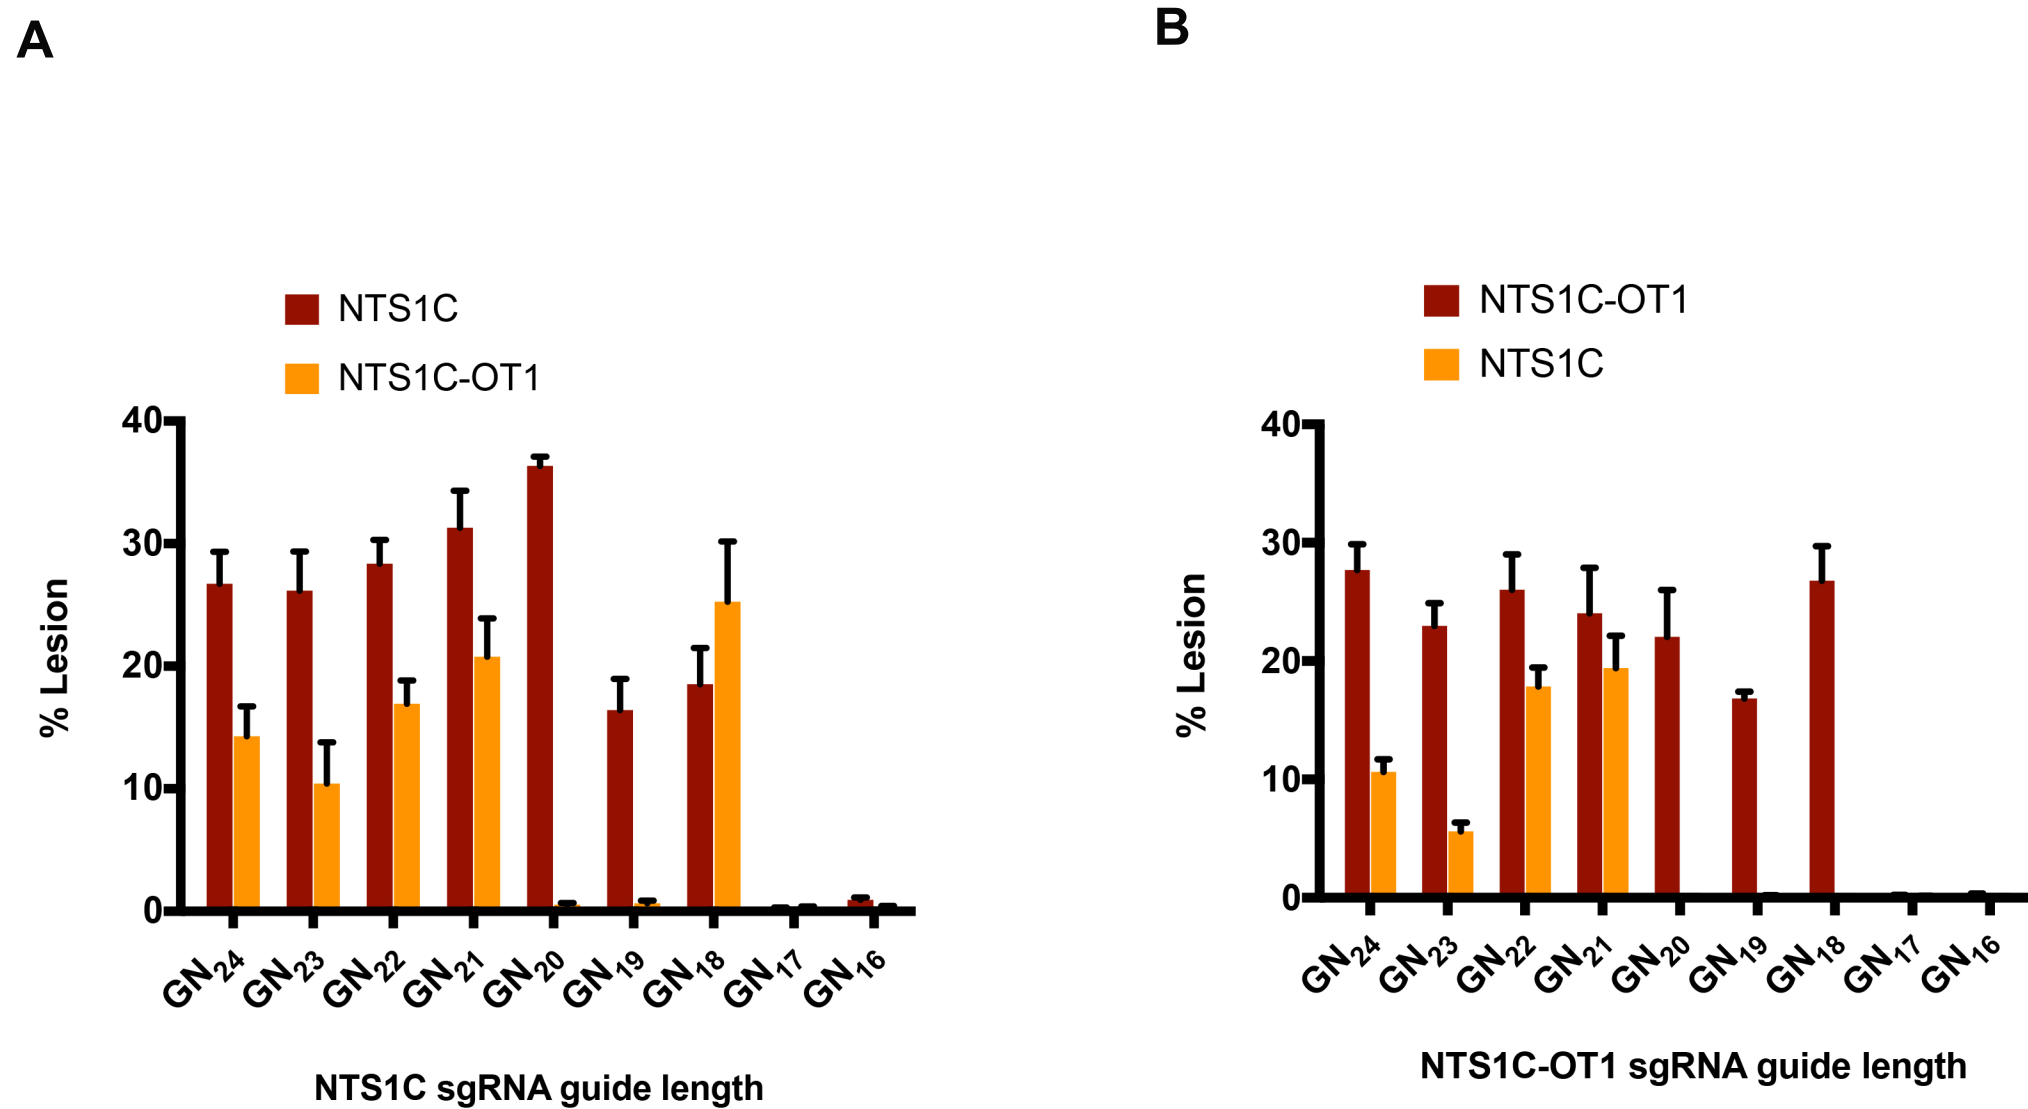 A
NTS1C
NTS1C-OT1
40
30
20
10
0
% Lesion
GN24
GN23
GN22
GN21
GN20
GN19
GN18
GN17
GN16
NTS1C sgRNA guide length
B
NTS1C-OT1
NTS1C
40
30
20
10
0
% Lesion
GN24
GN23
GN22
GN21
GN20
GN19
GN18
GN17
GN16
NTS1C-OT1 sgRNA guide length